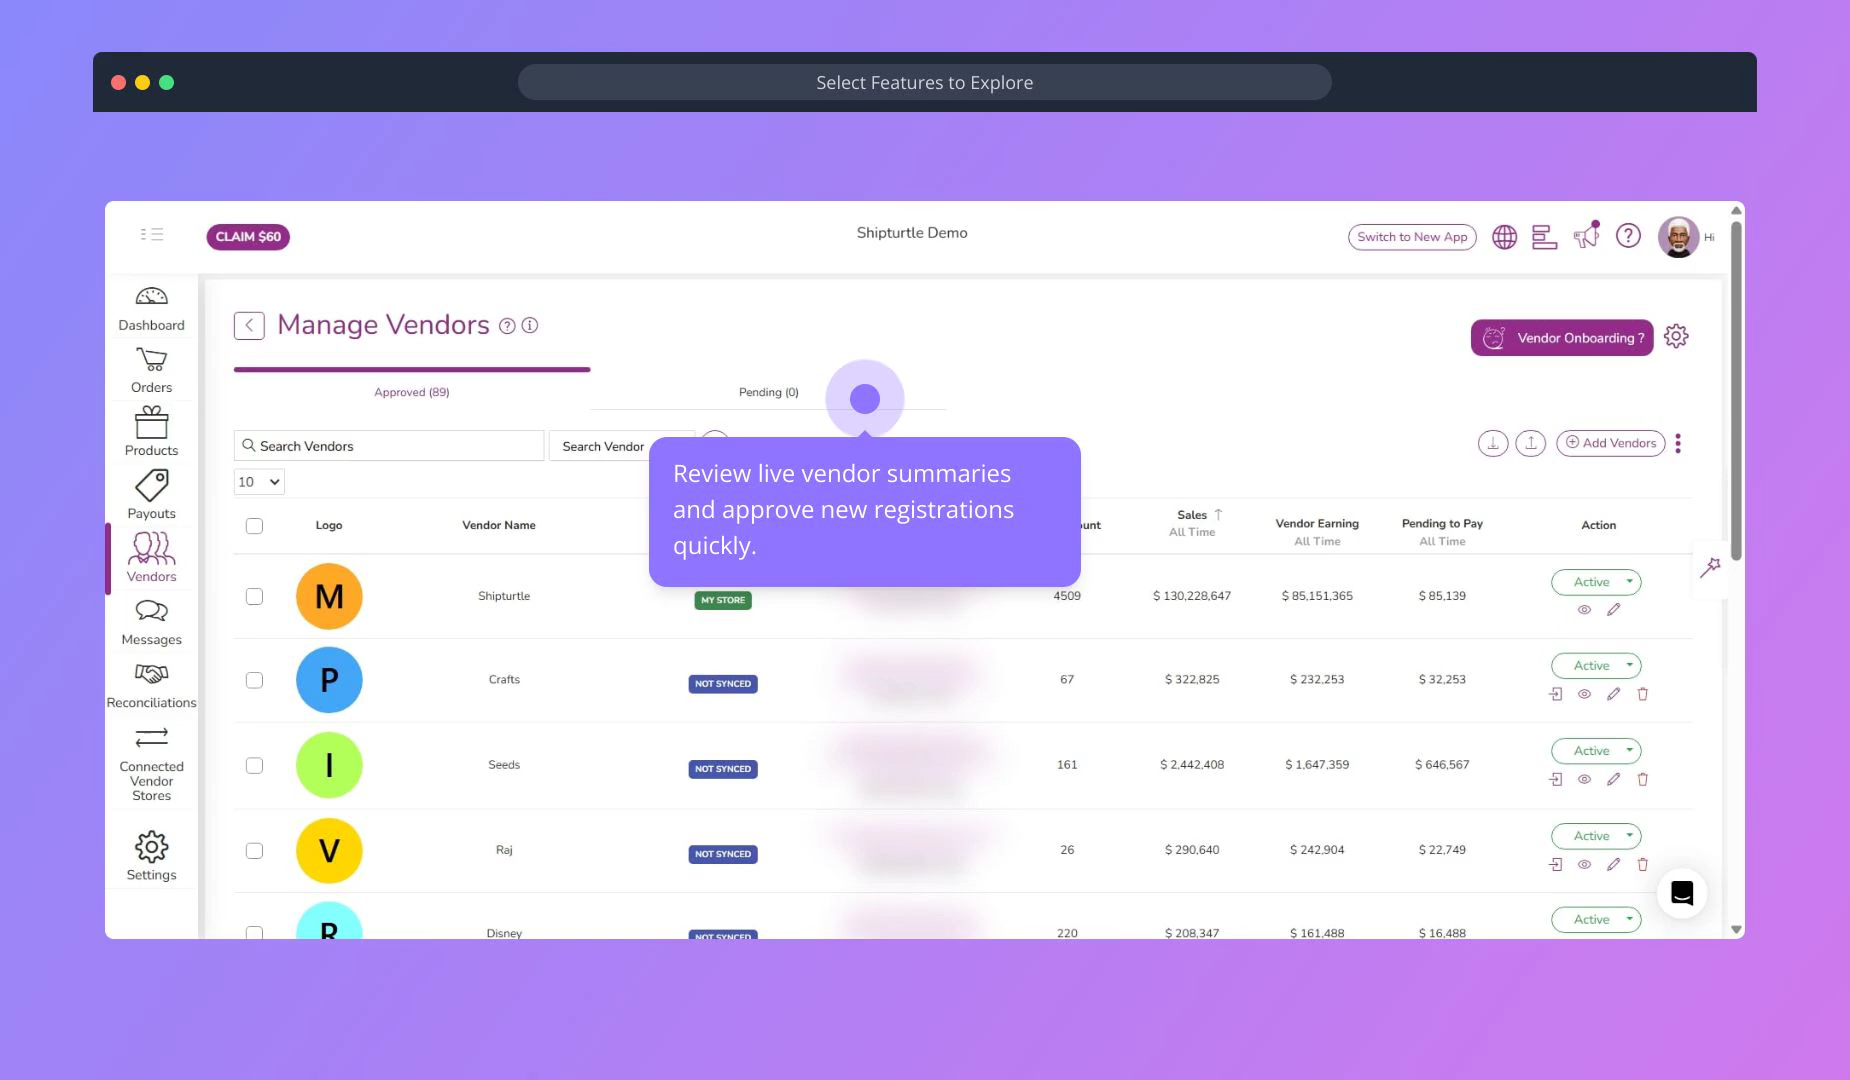 Select Features to Explore
CLAIM $60
Shipturtle Demo
Switch to New App
?
Hi
Dashboard
Orders
Products
Payouts
Vendors
Messages
Reconciliations
Connected
Vendor
Stores
Settings
Manage Vendors ? i
Vendor Onboarding ?
Approved (89)
Pending (0)
Search Vendors
Search Vendor
Add Vendors
10
Review live vendor summaries
and approve new registrations
quickly.
Logo
Vendor Name
Sales
All Time
Vendor Earning
All Time
Pending to Pay
All Time
Action
M Shipturtle MY STORE 4509 $ 130,228,647 $ 85,151,365 $ 85,139 Active
P Crafts NOT SYNCED 67 $ 322,825 $ 232,253 $ 32,253 Active
I Seeds NOT SYNCED 161 $ 2,442,408 $ 1,647,359 $ 646,567 Active
V Raj NOT SYNCED 26 $ 290,640 $ 242,904 $ 22,749 Active
R Disney NOT SYNCED 220 $ 208,347 $ 161,488 $ 16,488 Active